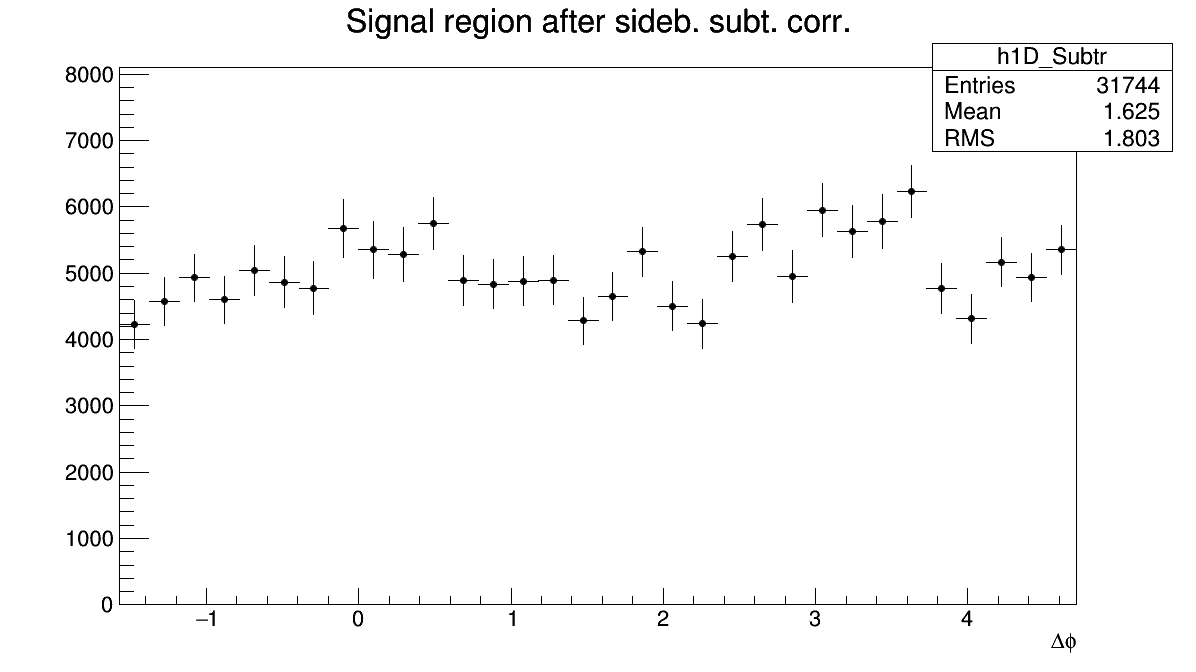 Signal region after sideb. subt. corr.
h1D_Subtr
Entries 31744
Mean 1.625
RMS 1.803
8000
7000
6000
5000
4000
3000
2000
1000
0
−1 0 1 2 3 4
Δϕ